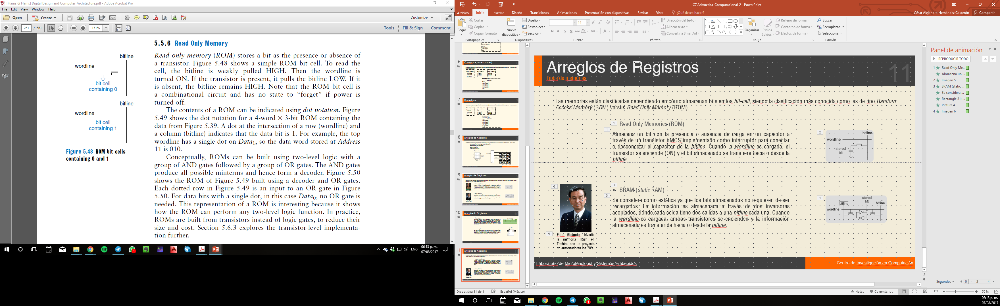 [Harris & Harris] Digital Design and Computer_Architecture.pdf - Adobe Acrobat Pro
File Edit View Window Help
Open Create Customize
261 / 561 151% Tools Fill & Sign Comment
5.5.6 Read Only Memory
Read only memory (ROM) stores a bit as the presence or absence of
a transistor. Figure 5.48 shows a simple ROM bit cell. To read the
cell, the bitline is weakly pulled HIGH. Then the wordline is
turned ON. If the transistor is present, it pulls the bitline LOW. If it
is absent, the bitline remains HIGH. Note that the ROM bit cell is
a combinational circuit and has no state to “forget” if power is
turned off.
The contents of a ROM can be indicated using dot notation. Figure
5.49 shows the dot notation for a 4-word × 3-bit ROM containing the
data from Figure 5.39. A dot at the intersection of a row (wordline) and
a column (bitline) indicates that the data bit is 1. For example, the top
wordline has a single dot on Data1, so the data word stored at Address
11 is 010.
Conceptually, ROMs can be built using two-level logic with a
group of AND gates followed by a group of OR gates. The AND gates
produce all possible minterms and hence form a decoder. Figure 5.50
shows the ROM of Figure 5.49 built using a decoder and OR gates.
Each dotted row in Figure 5.49 is an input to an OR gate in Figure
5.50. For data bits with a single dot, in this case Data0, no OR gate is
needed. This representation of a ROM is interesting because it shows
how the ROM can perform any two-level logic function. In practice,
ROMs are built from transistors instead of logic gates, to reduce their
size and cost. Section 5.6.3 explores the transistor-level implementa-
tion further.
bitline
wordline
bit cell
containing 0
bitline
wordline
bit cell
containing 1
Figure 5.48 ROM bit cells
containing 0 and 1
ENG 06:13 p. m.
07/08/2017
C7.Aritmetica-Computacional-2 - PowerPoint
Archivo Inicio Insertar Diseño Transiciones Animaciones Presentación con diapositivas Revisar Vista ¿Qué desea hacer? César Alejandro Hernández Calderón Compartir
Pegar
Cortar
Copiar
Copiar formato
Portapapeles
Nueva
diapositiva
Diseño
Restablecer
Sección
Diapositivas
14
N K S S abc AV Aa A
Fuente
Dirección del texto
Alinear texto
Convertir a SmartArt
Párrafo
Organizar
Estilos
rápidos
Relleno de forma
Contorno de forma
Efectos de forma
Dibujo
Buscar
Reemplazar
Seleccionar
Edición
6 Case (case, casex, casez)
7 Contadores
8 Arreglos de Registros
9 Arreglos de Registros
10 Arreglos de Registros
11 Arreglos de Registros
Arreglos de Registros 11
Tipos de memorias
Las memorias están clasificadas dependiendo en cómo almacenan bits en los bit-cell, siendo la clasificación más conocida como las de tipo Random
Access Memory (RAM) versus Read Only Memory (ROM).
1 Read Only Memories (ROM)
1
Almacena un bit con la presencia o ausencia de carga en un capacitor a
través de un transistor nMOS implementado como interruptor para conectar
o desconectar el capacitor de la bitline. Cuando la wordline es cargada, el
transistor se enciende (ON) y el bit almacenado se transfiere hacia o desde la
bitline.
2
bitline
wordline
stored
bit
3
▪ SRAM (static RAM)
3
Se considera como estática ya que los bits almacenados no requieren de ser
recargados. La información es almacenada a través de dos inversores
acoplados, dónde cada celda tiene dos salidas a una bitline cada una. Cuando
la wordline es cargada, ambos transistores se encienden y la información
almacenada es transferida hacia o desde la bitline.
3
3
Fujio Masuoka. Inventa
la memoria Flash en
Toshiba con un proyecto
no autorizado en los 70's.
4
stored
bit
bitline bitline
wordline
Laboratorio de Microtenología y Sistemas Embebidos
Centro de Investigación en Computación
Panel de animación
REPRODUCIR TODO
1 Read Only Me...
Almacena un ...
2 Imagen 5
3 SRAM (static ...
Se considera ...
Rectangle 31: ...
Picture 4
4 Imagen 6
Segundos 0 2 4
Diapositiva 11 de 11 Español (México) Notas Comentarios 70 %
06:13 p. m.
07/08/2017